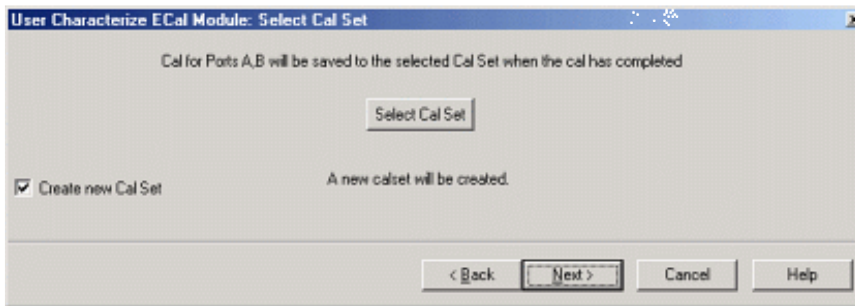 User Characterize ECal Module: Select Cal Set
Cal for Ports A,B will be saved to the selected Cal Set when the cal has completed
Select Cal Set
Create new Cal Set
A new calset will be created.
< Back
Next >
Cancel
Help